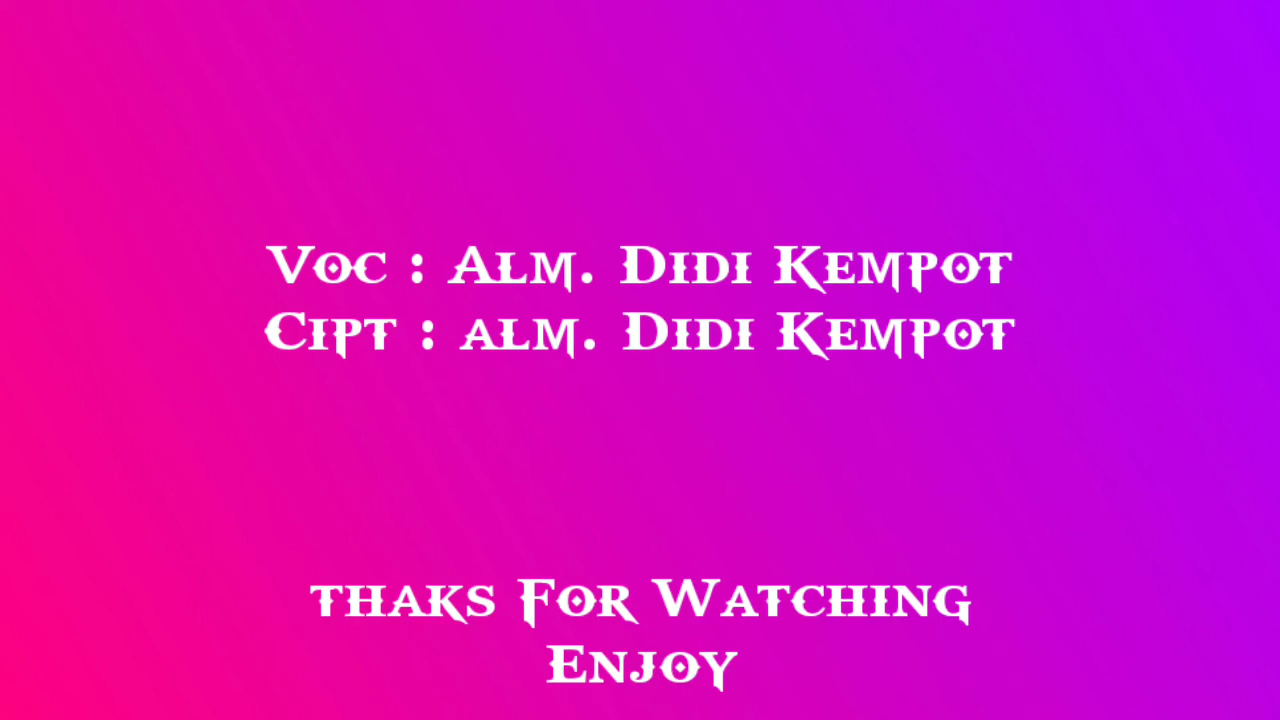 Voc : Alm. Didi Kempot
Cipt : alm. Didi Kempot
thaks For Watching
Enjoy